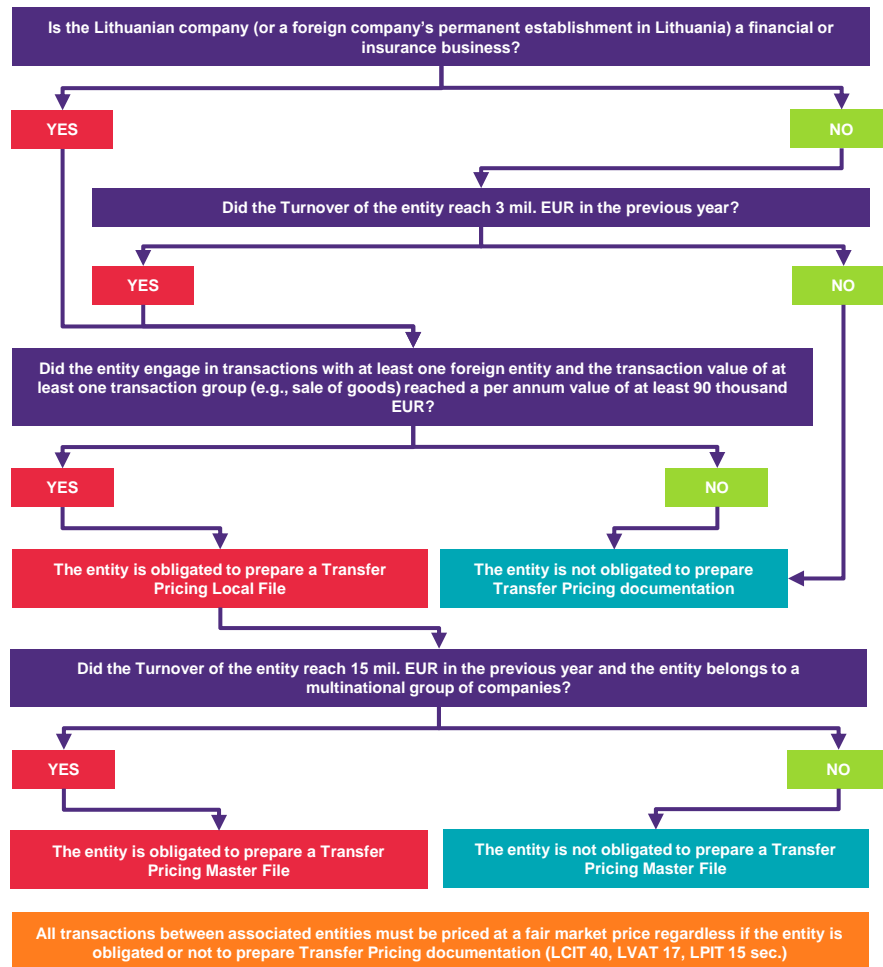 Is the Lithuanian company (or a foreign company's permanent establishment in Lithuania) a financial or
insurance business?
YES
NO
Did the Turnover of the entity reach 3 mil. EUR in the previous year?
YES
NO
Did the entity engage in transactions with at least one foreign entity and the transaction value of at
least one transaction group (e.g., sale of goods) reached a per annum value of at least 90 thousand
EUR?
YES
NO
The entity is obligated to prepare a Transfer
Pricing Local File
The entity is not obligated to prepare
Transfer Pricing documentation
Did the Turnover of the entity reach 15 mil. EUR in the previous year and the entity belongs to a
multinational group of companies?
YES
NO
The entity is obligated to prepare a Transfer
Pricing Master File
The entity is not obligated to prepare a Transfer
Pricing Master File
All transactions between associated entities must be priced at a fair market price regardless if the entity is
obligated or not to prepare Transfer Pricing documentation (LCIT 40, LVAT 17, LPIT 15 sec.)